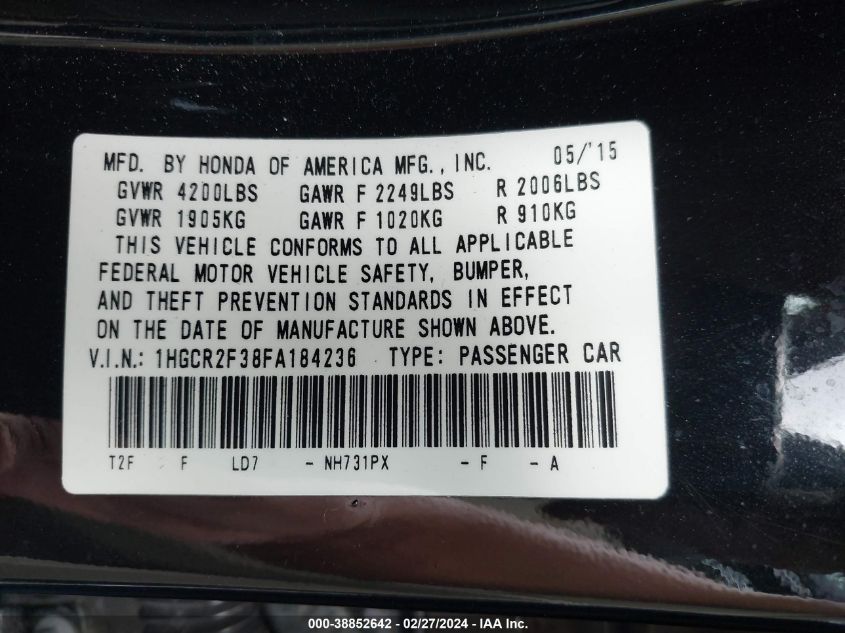 MFD. BY HONDA OF AMERICA MFG., INC. 05/'15
GVWR 4200LBS GAWR F 2249LBS R 2006LBS
GVWR 1905KG GAWR F 1020KG R 910KG
THIS VEHICLE CONFORMS TO ALL APPLICABLE
FEDERAL MOTOR VEHICLE SAFETY, BUMPER,
AND THEFT PREVENTION STANDARDS IN EFFECT
ON THE DATE OF MANUFACTURE SHOWN ABOVE.
V.I.N.: 1HGCR2F38FA184236 TYPE: PASSENGER CAR
T2F F LD7 - NH731PX - F - A
000-38852642 - 02/27/2024 - IAA Inc.